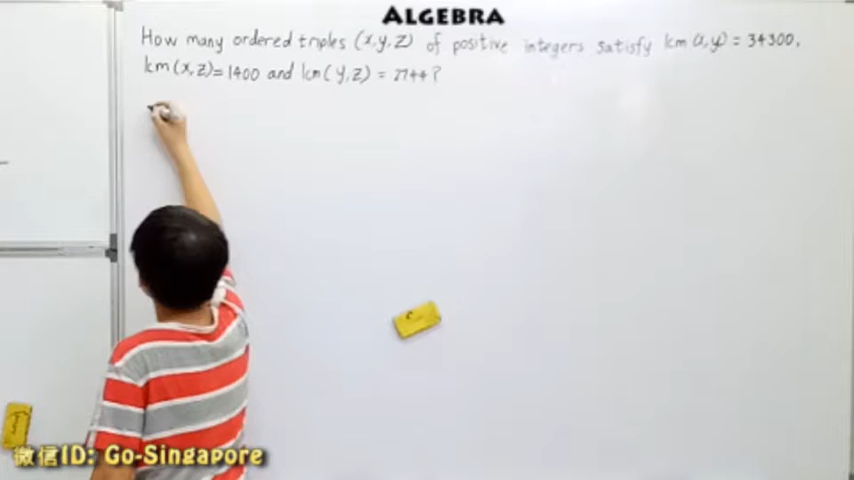 ALGEBRA
How many ordered triples (x,y,z) of positive integers satisfy lcm (x,y) = 34300,
lcm (x,z) = 1400 and lcm (y,z) = 2744?
微信ID: Go-Singapore